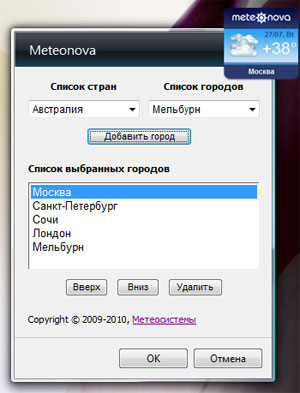 meteonova
27/07, Вт
+38°
Москва
Meteonova
Список стран Список городов
Австралия Мельбурн
Добавить город
Список выбранных городов
Москва
Санкт-Петербург
Сочи
Лондон
Мельбурн
Вверх Вниз Удалить
Copyright © 2009-2010, Метеосистемы
OK Отмена